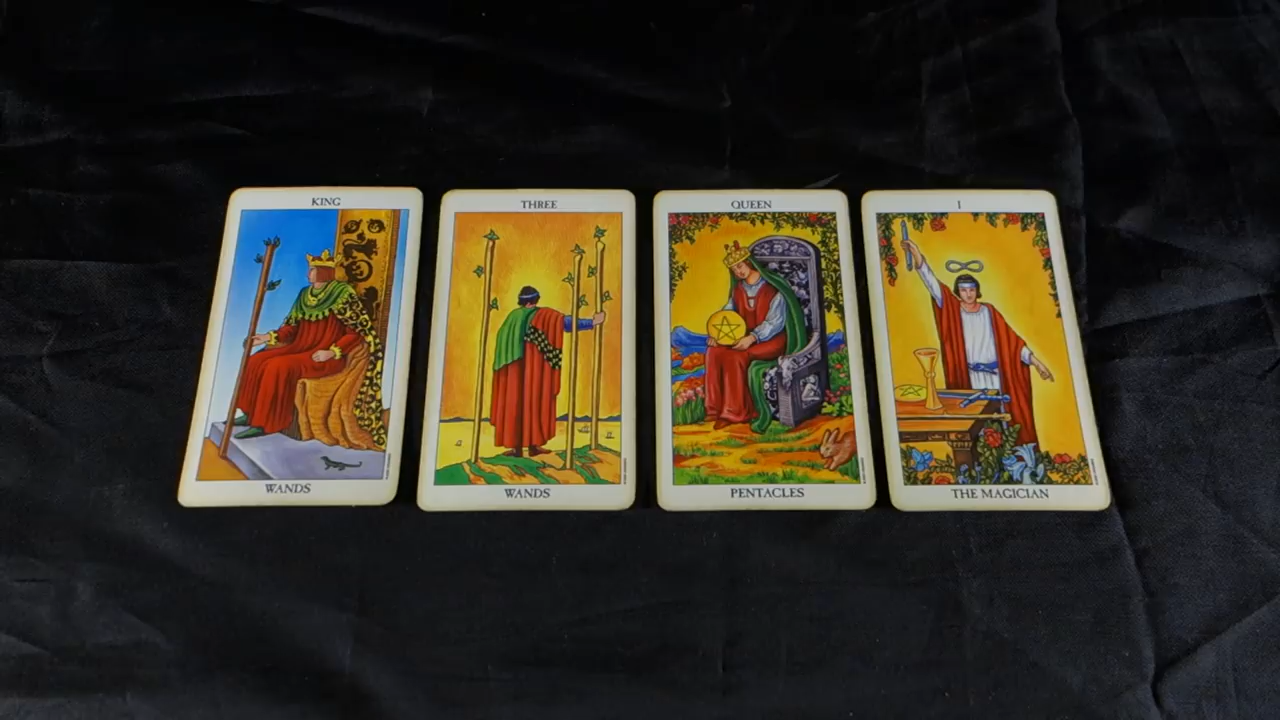 KING
WANDS
THREE
WANDS
QUEEN
PENTACLES
I
THE MAGICIAN